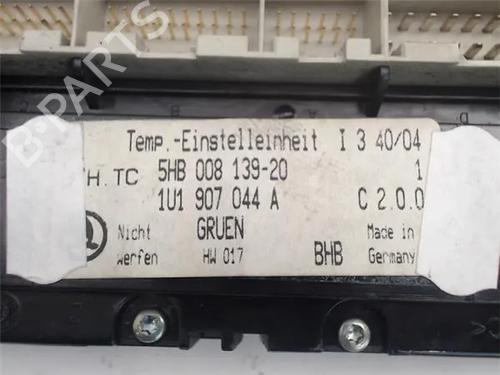 B-PARTS
Temp.-Einstelleinheit I 3 40/04
H. TC 5HB 008 139-20 1
1U1 907 044 A C 2.0.0
Nicht GRUEN Made in
werfen HW 017 BHB Germany